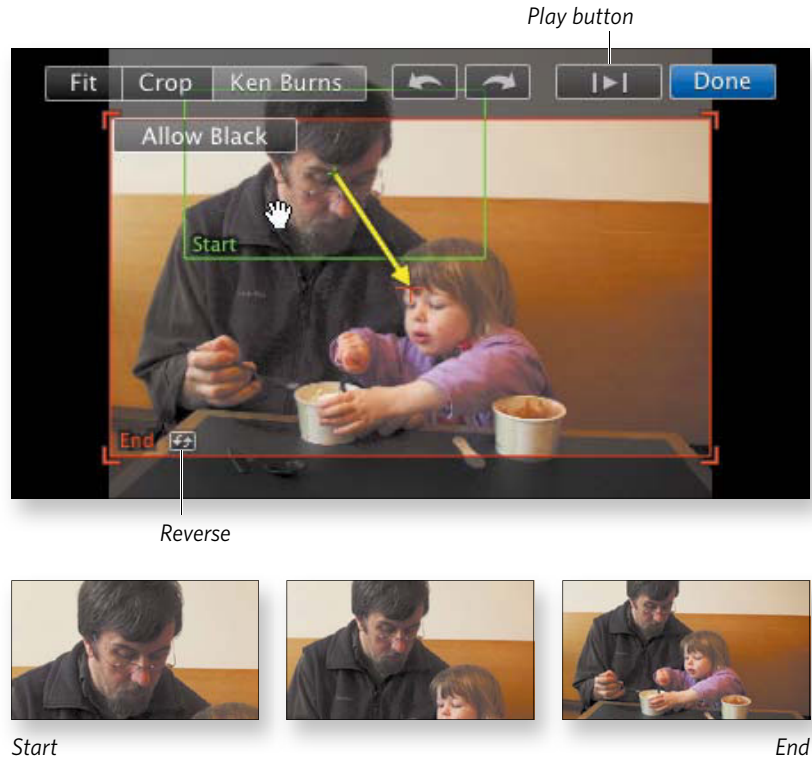 Play button
Fit Crop Ken Burns Done
Allow Black
Start
End
Reverse
Start End